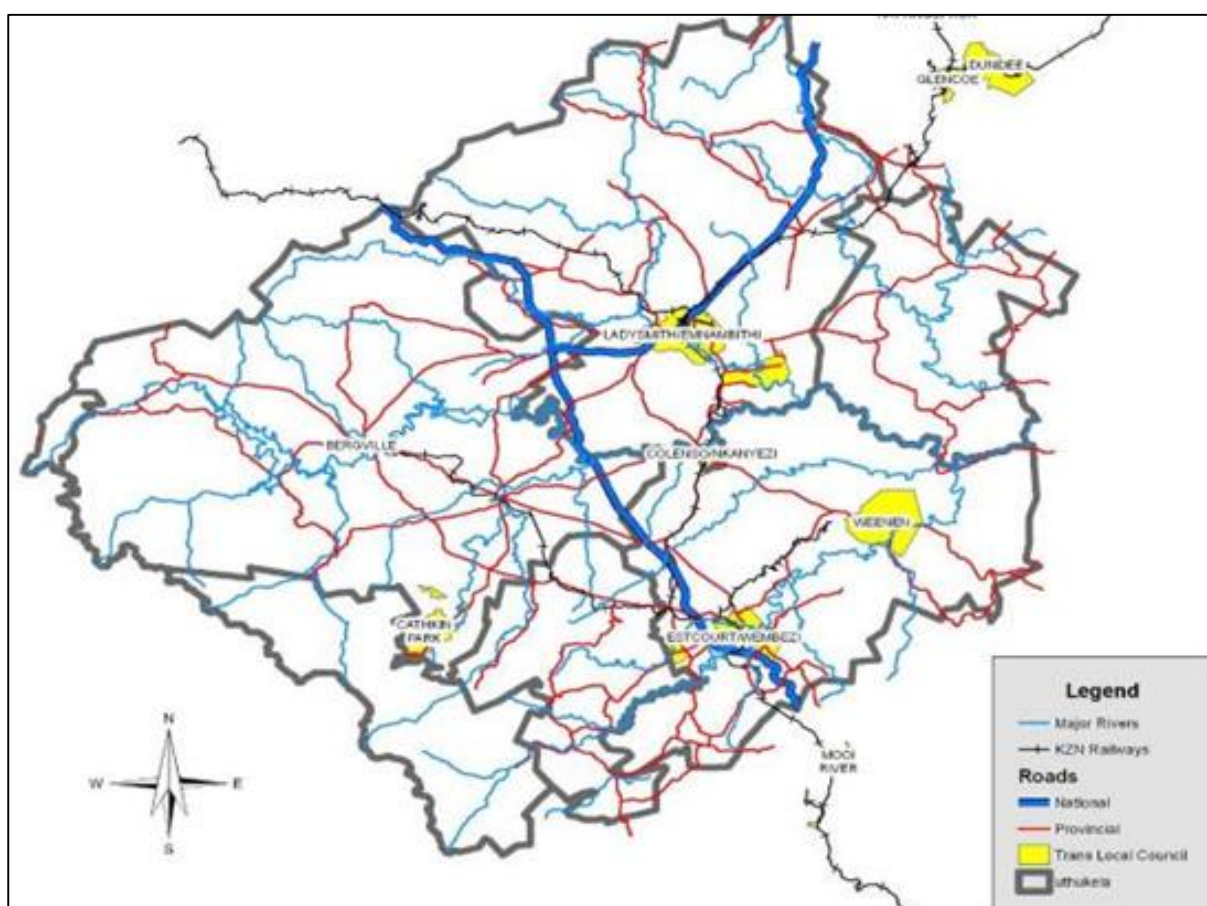 DUNDEE
GLENCOE
LADYSMITH/EMNAMBITHI
BERGVILLE
COLENSO/NKANYEZI
WEENEN
CATHKIN
PARK
ESTCOURT/WEMBEZI
MOOI
RIVER
N
W
E
S
Legend
Major Rivers
KZN Railways
Roads
National
Provincial
Trans Local Council
uthukela